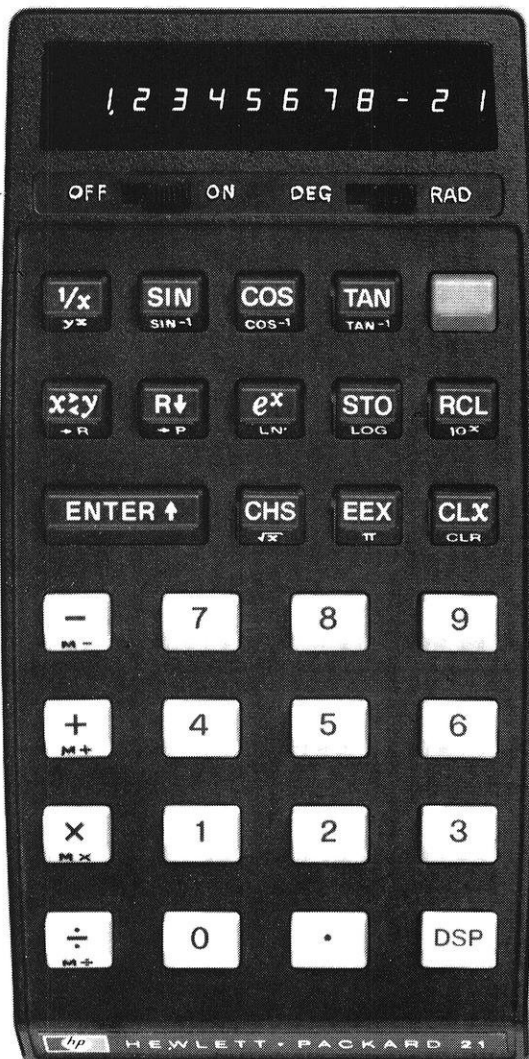 1.2345678-21
OFF ON DEG RAD
1/x SIN COS TAN
yˣ SIN-1 COS-1 TAN-1
x⇄y R↓ eˣ STO RCL
→R →P LN LOG 10ˣ
ENTER↑ CHS EEX CLX
√x π CLR
− 7 8 9
M−
+ 4 5 6
M+
× 1 2 3
M×
÷ 0 . DSP
M÷
hp HEWLETT·PACKARD 21